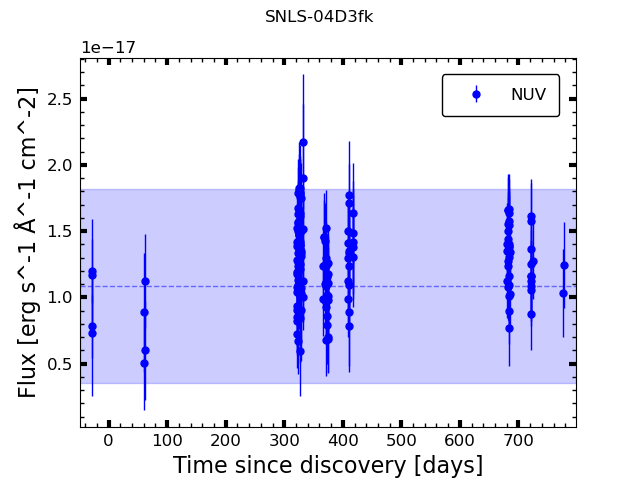 SNLS-04D3fk
1e−17
NUV
2.5
2.0
1.5
1.0
0.5
Flux [erg s^-1 Å^-1 cm^-2]
0
100
200
300
400
500
600
700
Time since discovery [days]